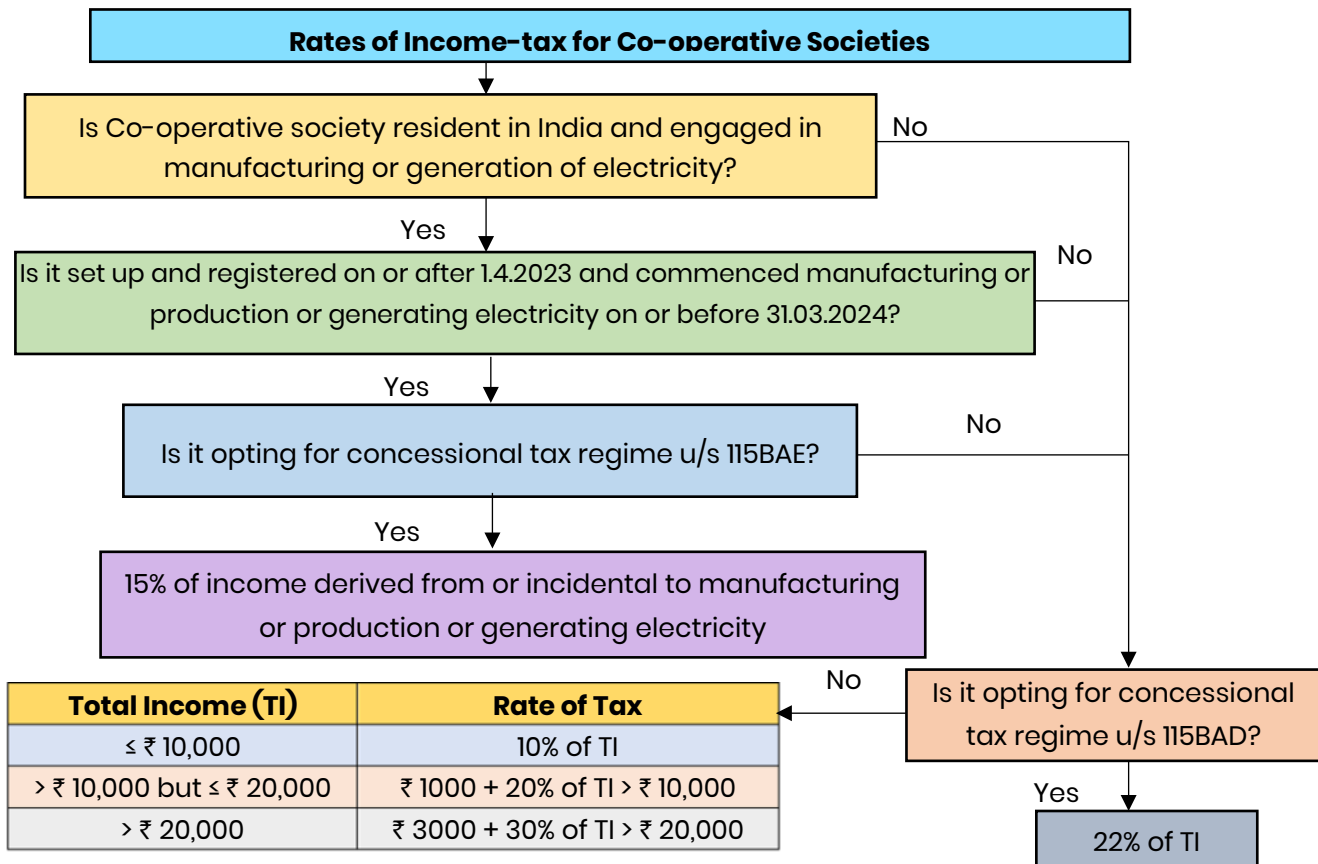 Rates of Income-tax for Co-operative Societies
Is Co-operative society resident in India and engaged in
manufacturing or generation of electricity?
No
Yes
Is it set up and registered on or after 1.4.2023 and commenced manufacturing or
production or generating electricity on or before 31.03.2024?
No
Yes
Is it opting for concessional tax regime u/s 115BAE?
No
Yes
15% of income derived from or incidental to manufacturing
or production or generating electricity
Is it opting for concessional
tax regime u/s 115BAD?
No
Total Income (TI) Rate of Tax
≤ ₹ 10,000 10% of TI
> ₹ 10,000 but ≤ ₹ 20,000 ₹ 1000 + 20% of TI > ₹ 10,000
> ₹ 20,000 ₹ 3000 + 30% of TI > ₹ 20,000
Yes
22% of TI